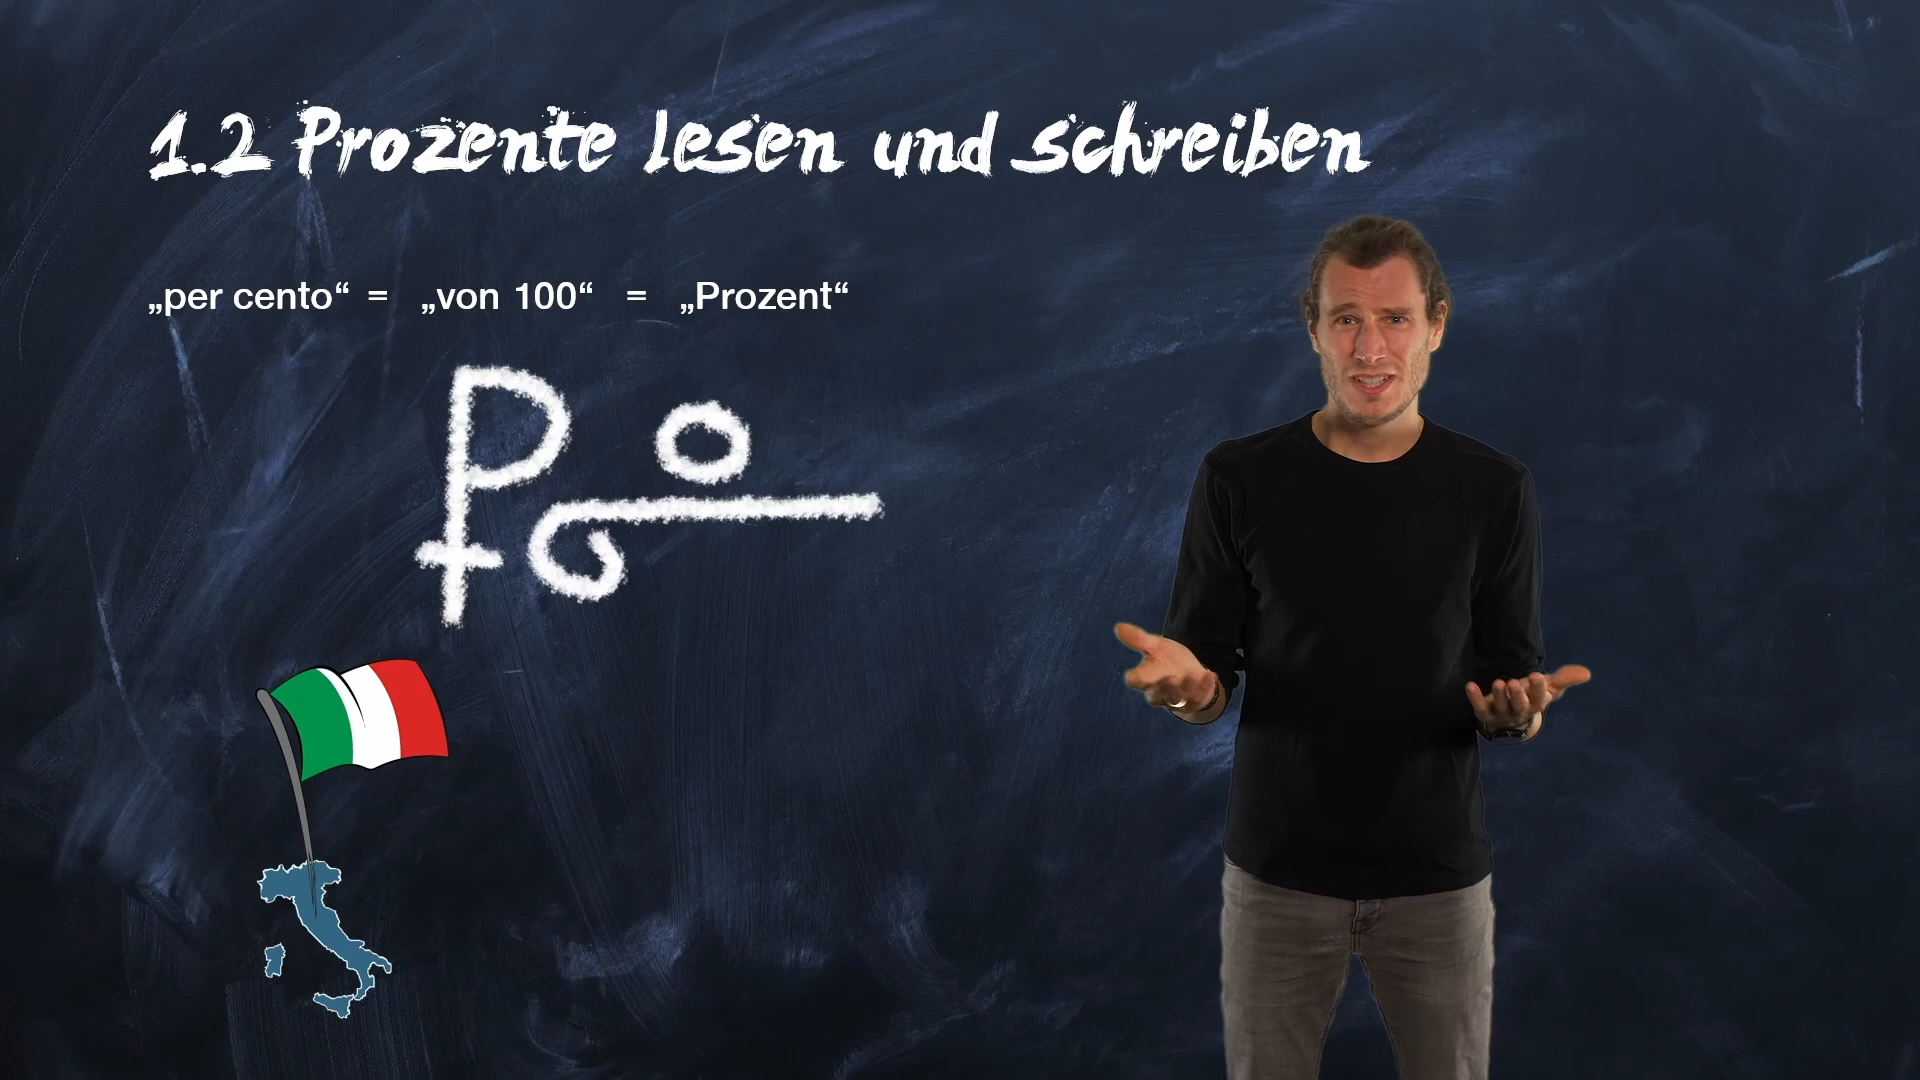 1.2 Prozente lesen und schreiben
„per cento“ = „von 100“ = „Prozent“